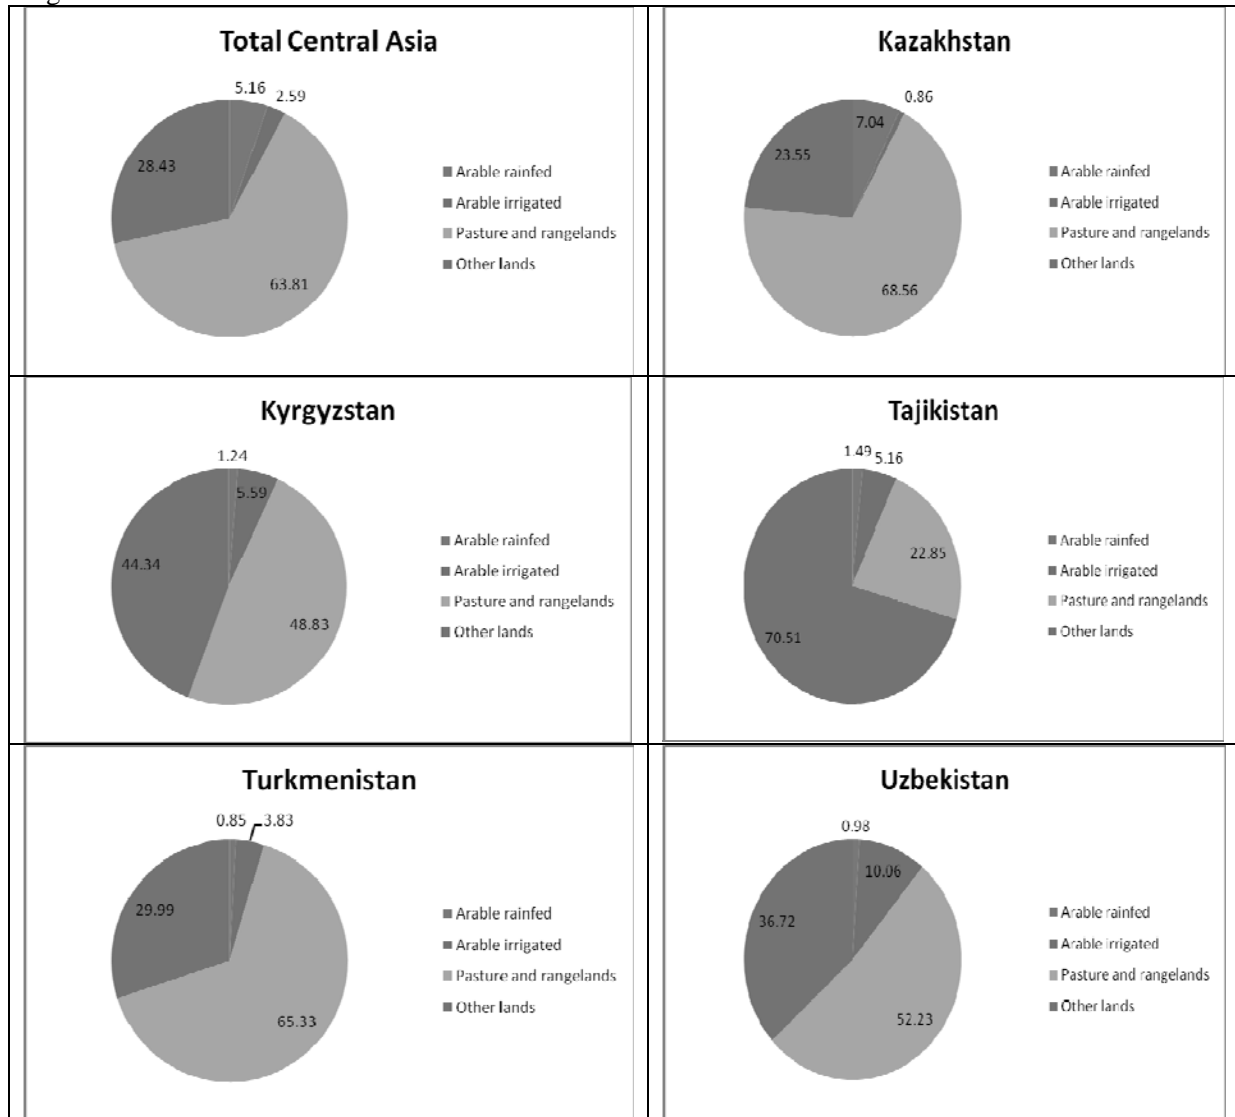 Total Central Asia
5.16
2.59
28.43
63.81
Arable rainfed
Arable irrigated
Pasture and rangelands
Other lands
Kazakhstan
0.86
7.04
23.55
68.56
Arable rainfed
Arable irrigated
Pasture and rangelands
Other lands
Kyrgyzstan
1.24
5.59
44.34
48.83
Arable rainfed
Arable irrigated
Pasture and rangelands
Other lands
Tajikistan
1.49
5.16
22.85
70.51
Arable rainfed
Arable irrigated
Pasture and rangelands
Other lands
Turkmenistan
0.85
3.83
29.99
65.33
Arable rainfed
Arable irrigated
Pasture and rangelands
Other lands
Uzbekistan
0.98
10.06
36.72
52.23
Arable rainfed
Arable irrigated
Pasture and rangelands
Other lands